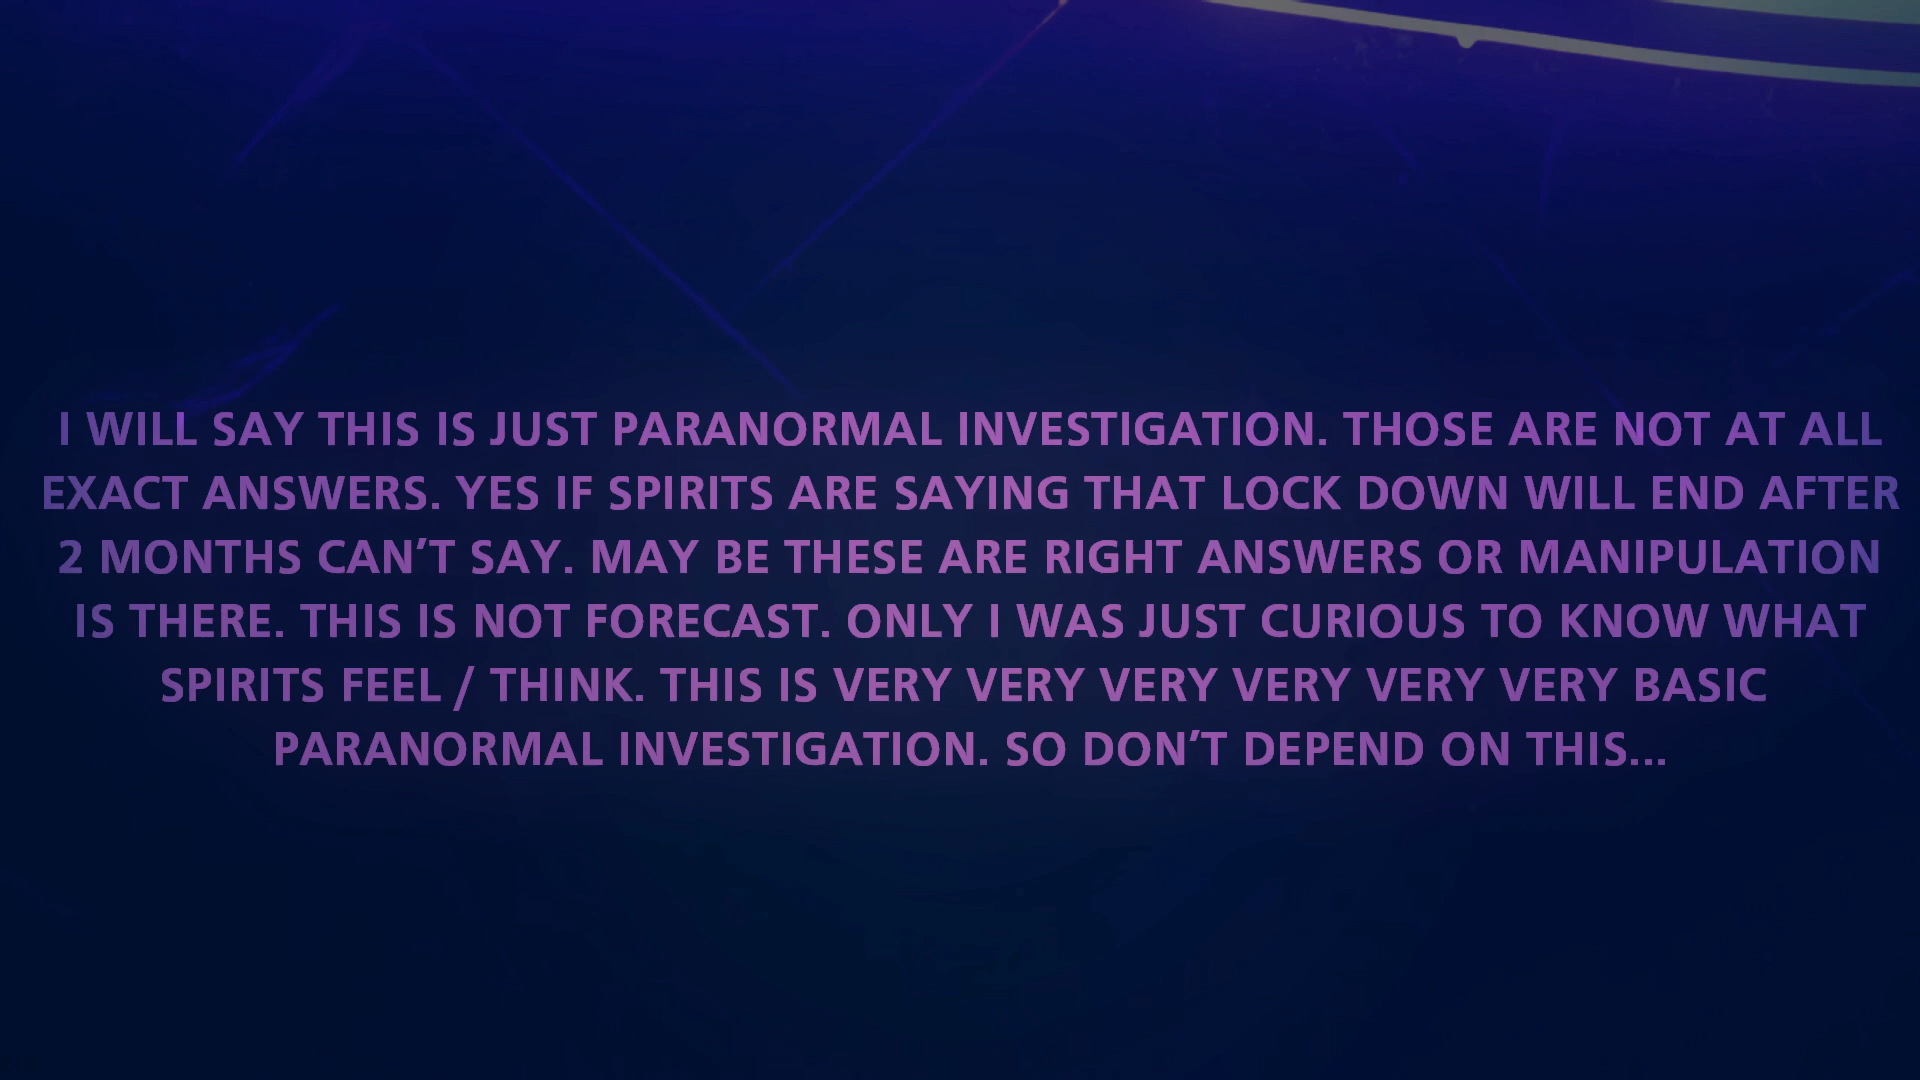 I WILL SAY THIS IS JUST PARANORMAL INVESTIGATION. THOSE ARE NOT AT ALL
EXACT ANSWERS. YES IF SPIRITS ARE SAYING THAT LOCK DOWN WILL END AFTER
2 MONTHS CAN'T SAY. MAY BE THESE ARE RIGHT ANSWERS OR MANIPULATION
IS THERE. THIS IS NOT FORECAST. ONLY I WAS JUST CURIOUS TO KNOW WHAT
SPIRITS FEEL / THINK. THIS IS VERY VERY VERY VERY VERY VERY BASIC
PARANORMAL INVESTIGATION. SO DON'T DEPEND ON THIS...